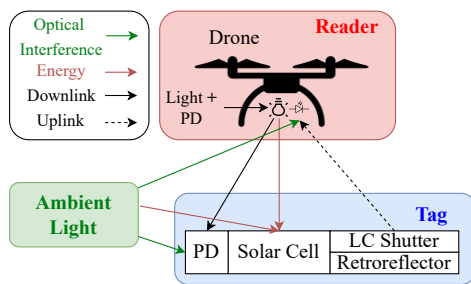 Optical
Interference
Energy
Downlink
Uplink
Reader
Drone
Light +
PD
Ambient
Light
Tag
PD
Solar Cell
LC Shutter
Retroreflector